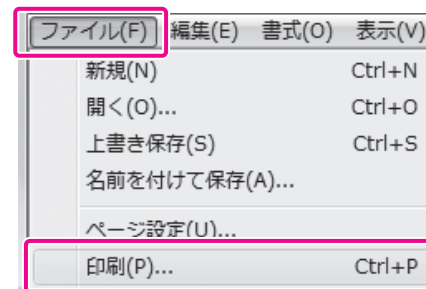 ファイル(F) 編集(E) 書式(O) 表示(V)
新規(N) Ctrl+N
開く(O)... Ctrl+O
上書き保存(S) Ctrl+S
名前を付けて保存(A)...
ページ設定(U)...
印刷(P)... Ctrl+P